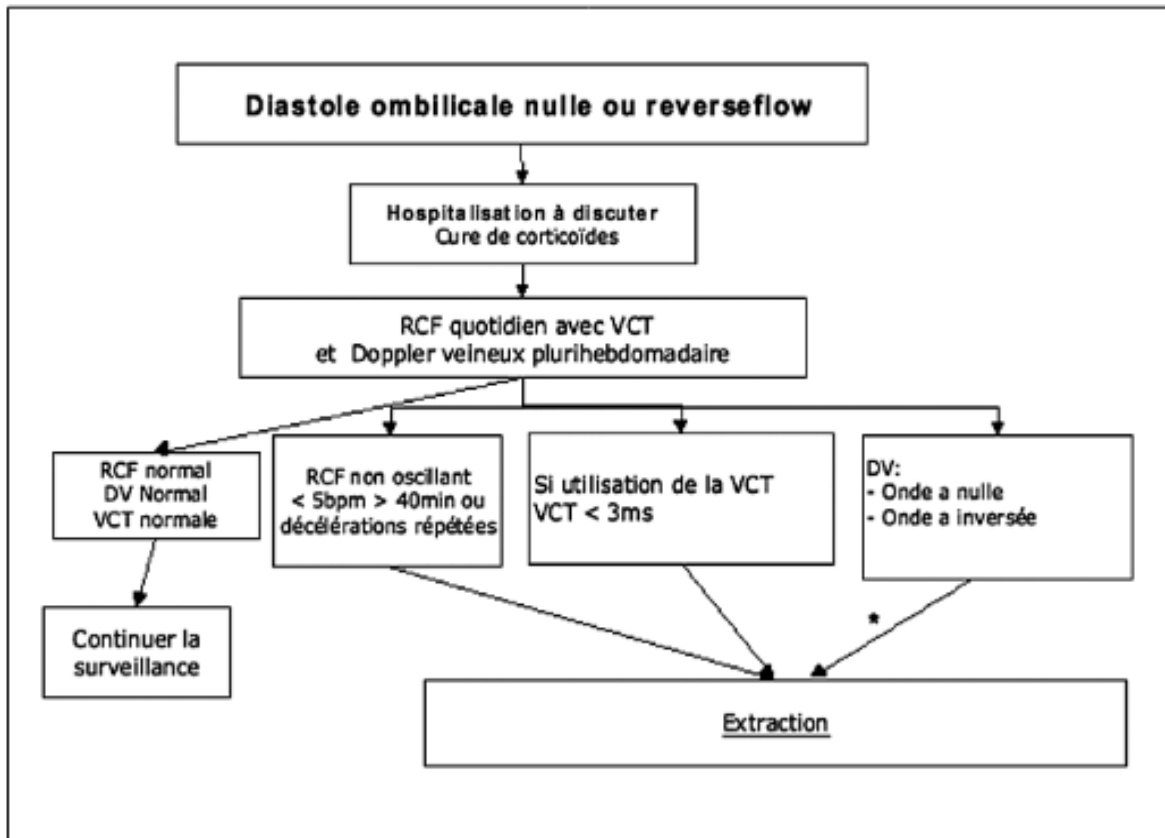 Diastole ombilicale nulle ou reverseflow
Hospitalisation à discuter
Cure de corticoïdes
RCF quotidien avec VCT
et Doppler veineux plurihebdomadaire
RCF normal
DV Normal
VCT normale
RCF non oscillant
< 5bpm > 40min ou
décélérations répétées
Si utilisation de la VCT
VCT < 3ms
DV:
- Onde a nulle
- Onde a inversée
*
Continuer la
surveillance
Extraction